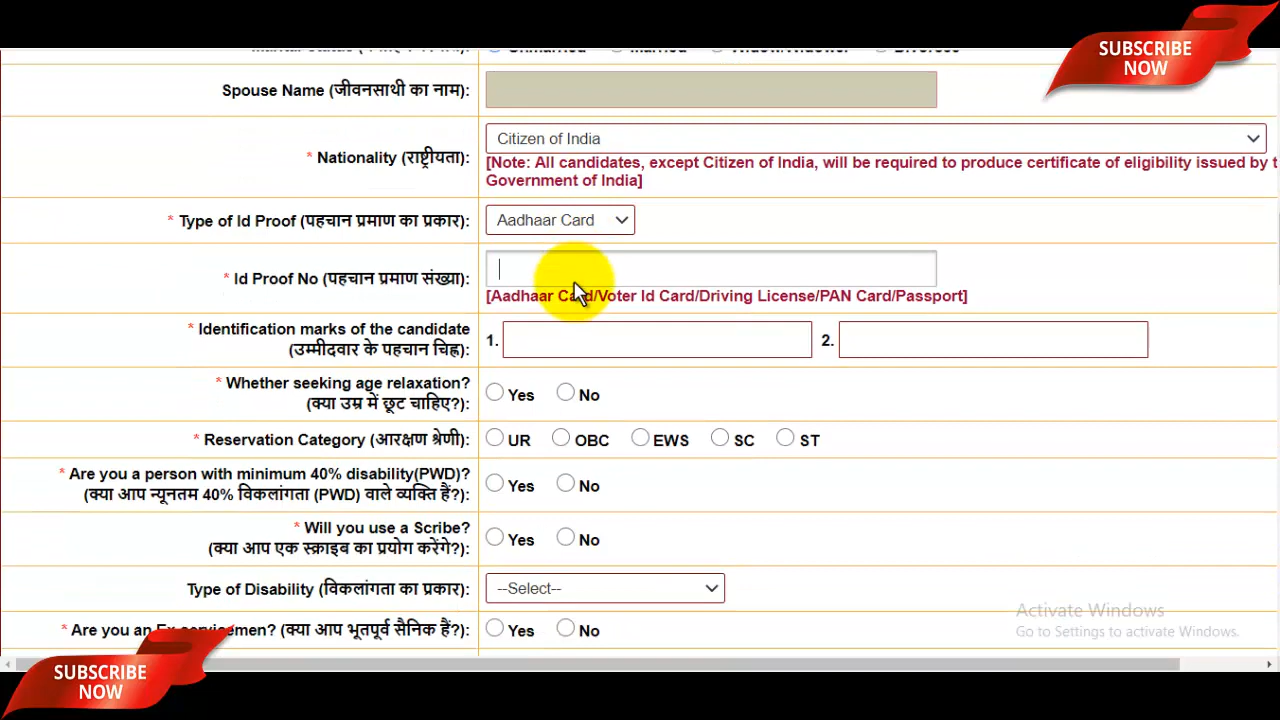 SUBSCRIBE
NOW
Spouse Name (जीवनसाथी का नाम):
* Nationality (राष्ट्रीयता):
Citizen of India
[Note: All candidates, except Citizen of India, will be required to produce certificate of eligibility issued by t
Government of India]
* Type of Id Proof (पहचान प्रमाण का प्रकार):
Aadhaar Card
* Id Proof No (पहचान प्रमाण संख्या):
[Aadhaar Card/Voter Id Card/Driving License/PAN Card/Passport]
* Identification marks of the candidate
(उम्मीदवार के पहचान चिह्न):
1. 2.
* Whether seeking age relaxation?
(क्या उम्र में छूट चाहिए?):
Yes No
* Reservation Category (आरक्षण श्रेणी):
UR OBC EWS SC ST
* Are you a person with minimum 40% disability(PWD)?
(क्या आप न्यूनतम 40% विकलांगता (PWD) वाले व्यक्ति हैं?):
Yes No
* Will you use a Scribe?
(क्या आप एक स्क्राइब का प्रयोग करेंगे?):
Yes No
Type of Disability (विकलांगता का प्रकार):
--Select--
* Are you an (क्या आप भूतपूर्व सैनिक हैं?):
Yes No
Activate Windows
Go to Settings to activate Windows.
SUBSCRIBE
NOW